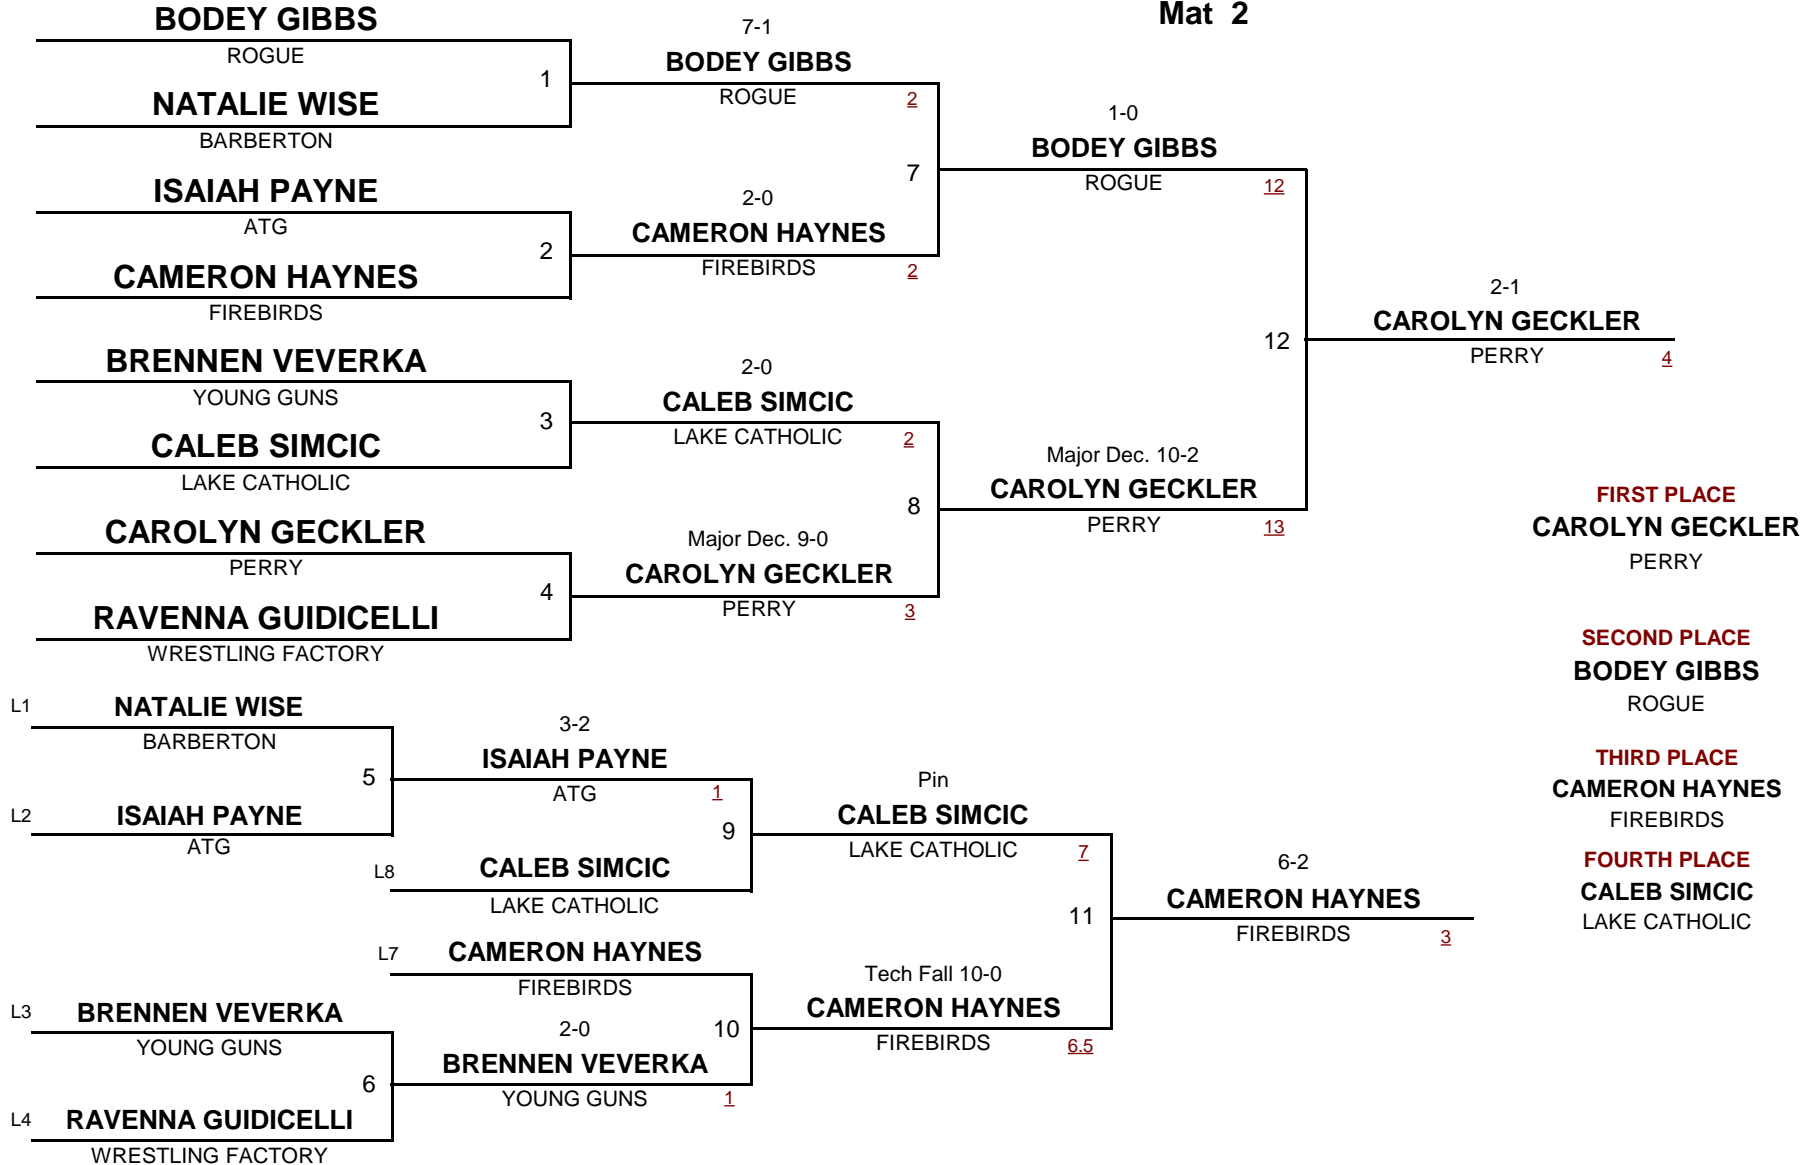 Mat 2
BODEY GIBBS
ROGUE
1
NATALIE WISE
BARBERTON
ISAIAH PAYNE
ATG
2
CAMERON HAYNES
FIREBIRDS
BRENNEN VEVERKA
YOUNG GUNS
3
CALEB SIMCIC
LAKE CATHOLIC
CAROLYN GECKLER
PERRY
4
RAVENNA GUIDICELLI
WRESTLING FACTORY
7-1
BODEY GIBBS
ROGUE 2
7
2-0
CAMERON HAYNES
FIREBIRDS 2
2-0
CALEB SIMCIC
LAKE CATHOLIC 2
8
Major Dec. 9-0
CAROLYN GECKLER
PERRY 3
1-0
BODEY GIBBS
ROGUE 12
12
Major Dec. 10-2
CAROLYN GECKLER
PERRY 13
2-1
CAROLYN GECKLER
PERRY 4
FIRST PLACE
CAROLYN GECKLER
PERRY
SECOND PLACE
BODEY GIBBS
ROGUE
THIRD PLACE
CAMERON HAYNES
FIREBIRDS
FOURTH PLACE
CALEB SIMCIC
LAKE CATHOLIC
L1 NATALIE WISE
BARBERTON
5
L2 ISAIAH PAYNE
ATG
3-2
ISAIAH PAYNE
ATG 1
9
L8 CALEB SIMCIC
LAKE CATHOLIC
L7 CAMERON HAYNES
FIREBIRDS
10
L3 BRENNEN VEVERKA
YOUNG GUNS
6
L4 RAVENNA GUIDICELLI
WRESTLING FACTORY
2-0
BRENNEN VEVERKA
YOUNG GUNS 1
Pin
CALEB SIMCIC
LAKE CATHOLIC 7
11
Tech Fall 10-0
CAMERON HAYNES
FIREBIRDS 6.5
6-2
CAMERON HAYNES
FIREBIRDS 3